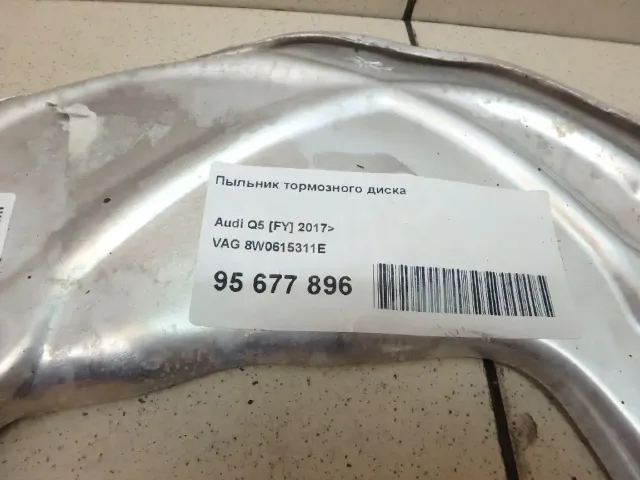 Пыльник тормозного диска
Audi Q5 [FY] 2017>
VAG 8W0615311E
95 677 896